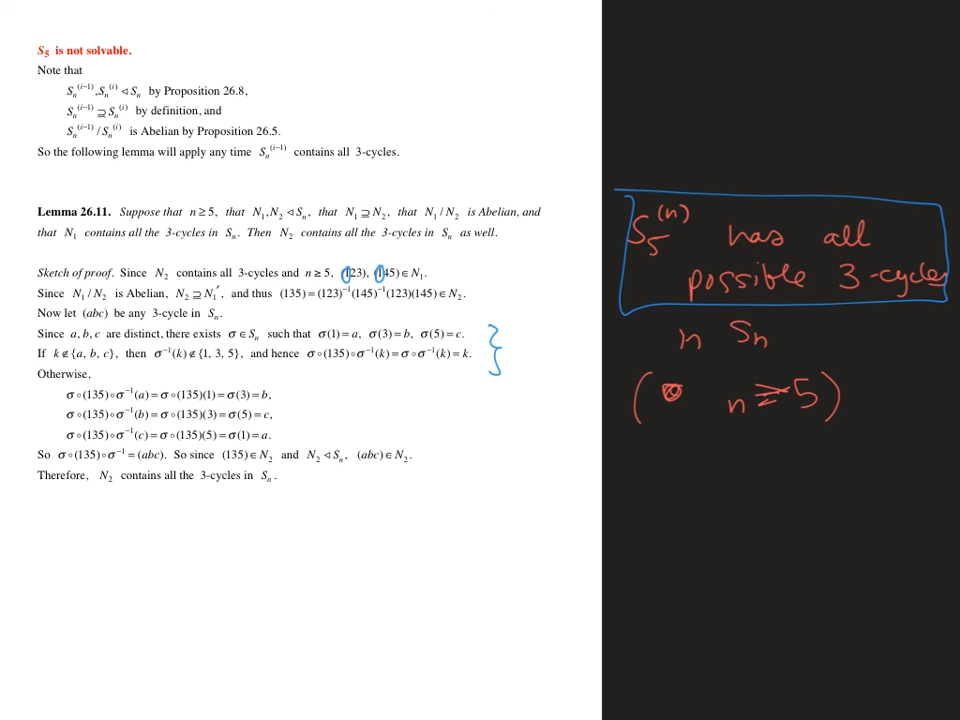 S₅ is not solvable.
Note that
Sₙ⁽ⁱ⁻¹⁾, Sₙ⁽ⁱ⁾ ◁ Sₙ by Proposition 26.8,
Sₙ⁽ⁱ⁻¹⁾ ⊇ Sₙ⁽ⁱ⁾ by definition, and
Sₙ⁽ⁱ⁻¹⁾ / Sₙ⁽ⁱ⁾ is Abelian by Proposition 26.5.
So the following lemma will apply any time Sₙ⁽ⁱ⁻¹⁾ contains all 3-cycles.
Lemma 26.11. Suppose that n ≥ 5, that N₁, N₂ ◁ Sₙ, that N₁ ⊇ N₂, that N₁ / N₂ is Abelian, and
that N₁ contains all the 3-cycles in Sₙ. Then N₂ contains all the 3-cycles in Sₙ as well.
Sketch of proof. Since N₂ contains all 3-cycles and n ≥ 5, (123), (145) ∈ N₁.
Since N₁ / N₂ is Abelian, N₂ ⊇ N₁′, and thus (135) = (123)⁻¹(145)⁻¹(123)(145) ∈ N₂.
Now let (abc) be any 3-cycle in Sₙ.
Since a, b, c are distinct, there exists σ ∈ Sₙ such that σ(1) = a, σ(3) = b, σ(5) = c.
If k ∉ {a, b, c}, then σ⁻¹(k) ∉ {1, 3, 5}, and hence σ ∘ (135) ∘ σ⁻¹(k) = σ ∘ σ⁻¹(k) = k.
Otherwise,
σ ∘ (135) ∘ σ⁻¹(a) = σ ∘ (135)(1) = σ(3) = b,
σ ∘ (135) ∘ σ⁻¹(b) = σ ∘ (135)(3) = σ(5) = c,
σ ∘ (135) ∘ σ⁻¹(c) = σ ∘ (135)(5) = σ(1) = a.
So σ ∘ (135) ∘ σ⁻¹ = (abc). So since (135) ∈ N₂ and N₂ ◁ Sₙ, (abc) ∈ N₂.
Therefore, N₂ contains all the 3-cycles in Sₙ.
S₅⁽ⁿ⁾ has all
possible 3-cycles
n Sₙ
( n ≥ 5 )